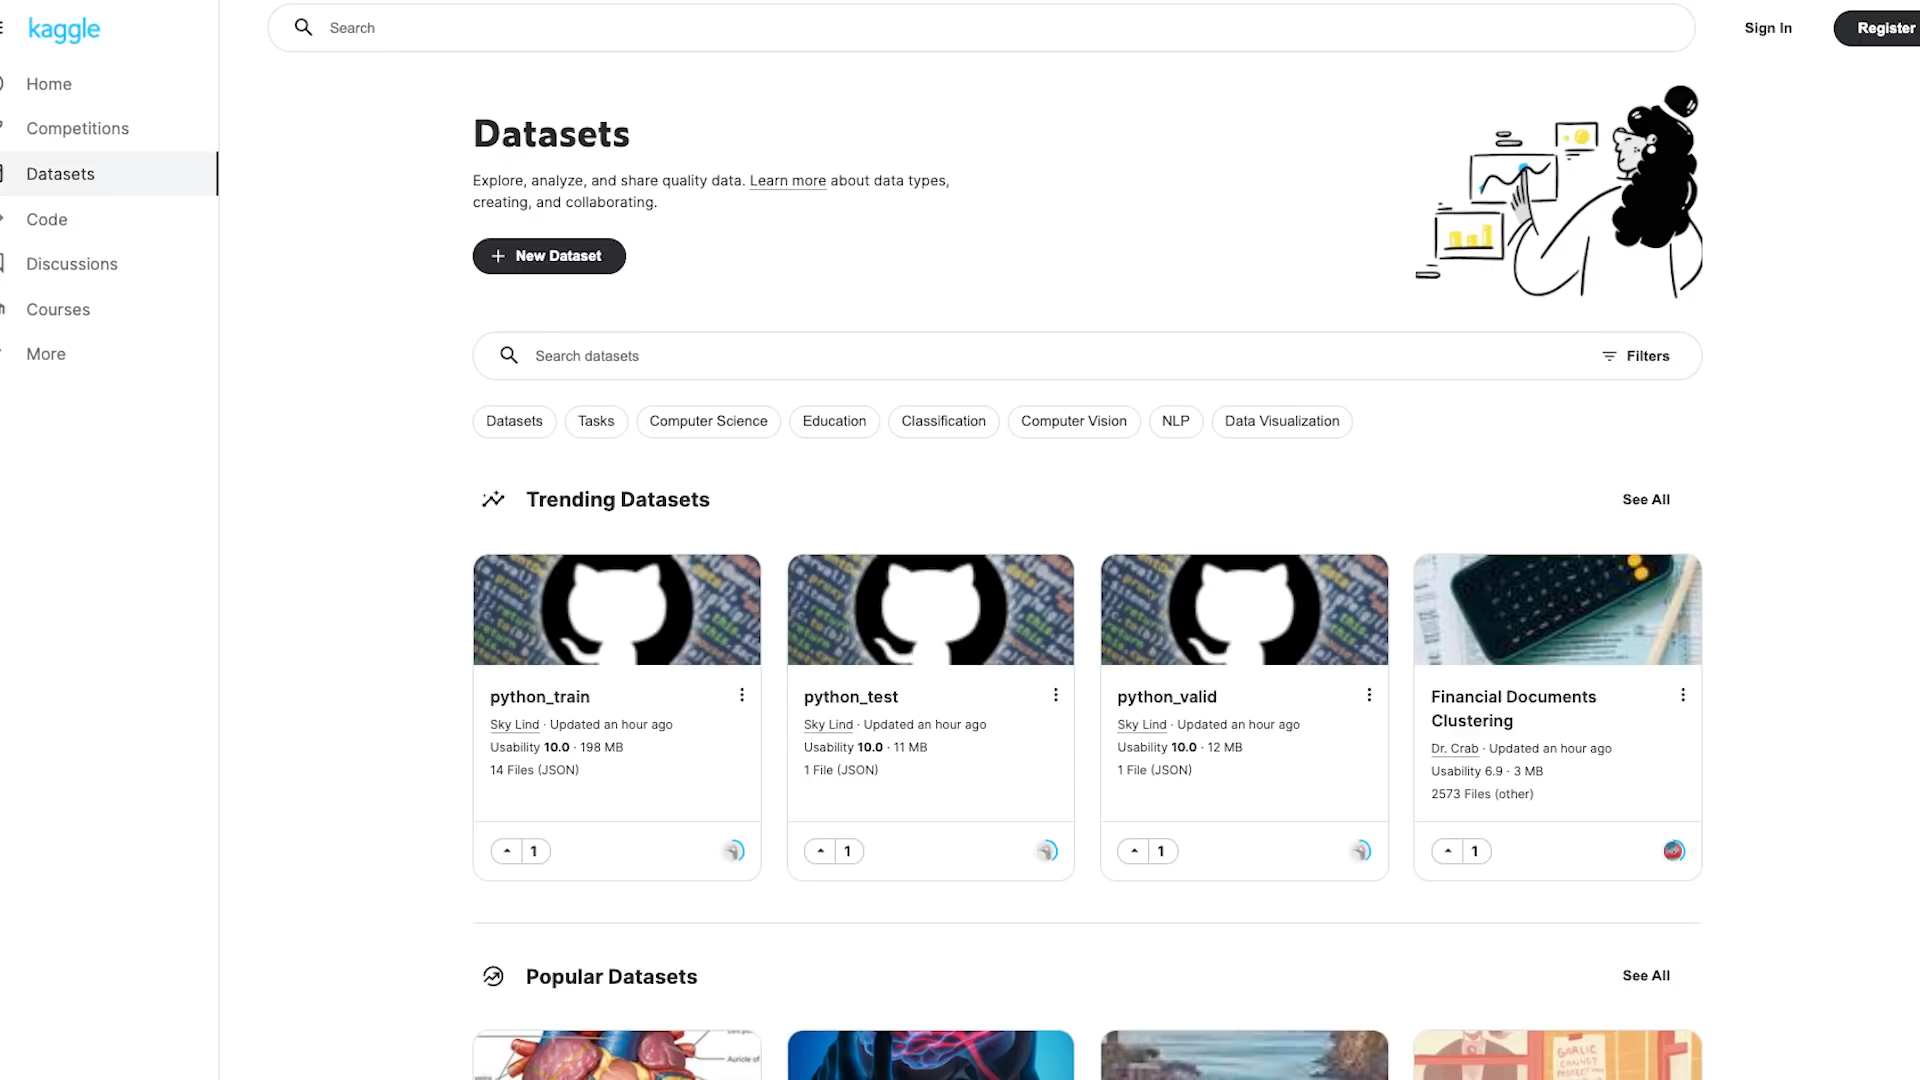 kaggle
Search
Sign In
Register
Home
Competitions
Datasets
Code
Discussions
Courses
More
Datasets
Explore, analyze, and share quality data. Learn more about data types,
creating, and collaborating.
+ New Dataset
Search datasets
Filters
Datasets Tasks Computer Science Education Classification Computer Vision NLP Data Visualization
Trending Datasets
See All
python_train
Sky Lind · Updated an hour ago
Usability 10.0 · 198 MB
14 Files (JSON)
1
python_test
Sky Lind · Updated an hour ago
Usability 10.0 · 11 MB
1 File (JSON)
1
python_valid
Sky Lind · Updated an hour ago
Usability 10.0 · 12 MB
1 File (JSON)
1
Financial Documents
Clustering
Dr. Crab · Updated an hour ago
Usability 6.9 · 3 MB
2573 Files (other)
1
Popular Datasets
See All
Auricle of
GARLIC